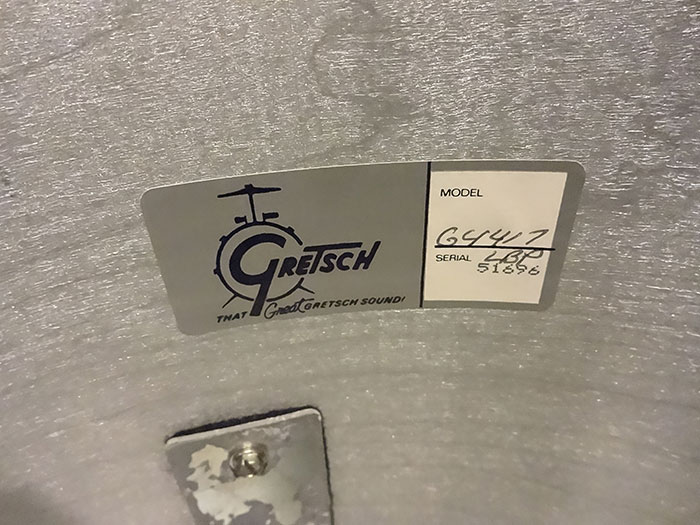 GRETSCH
THAT Great GRETSCH SOUND!
MODEL
G4417
SERIAL LBP
51696